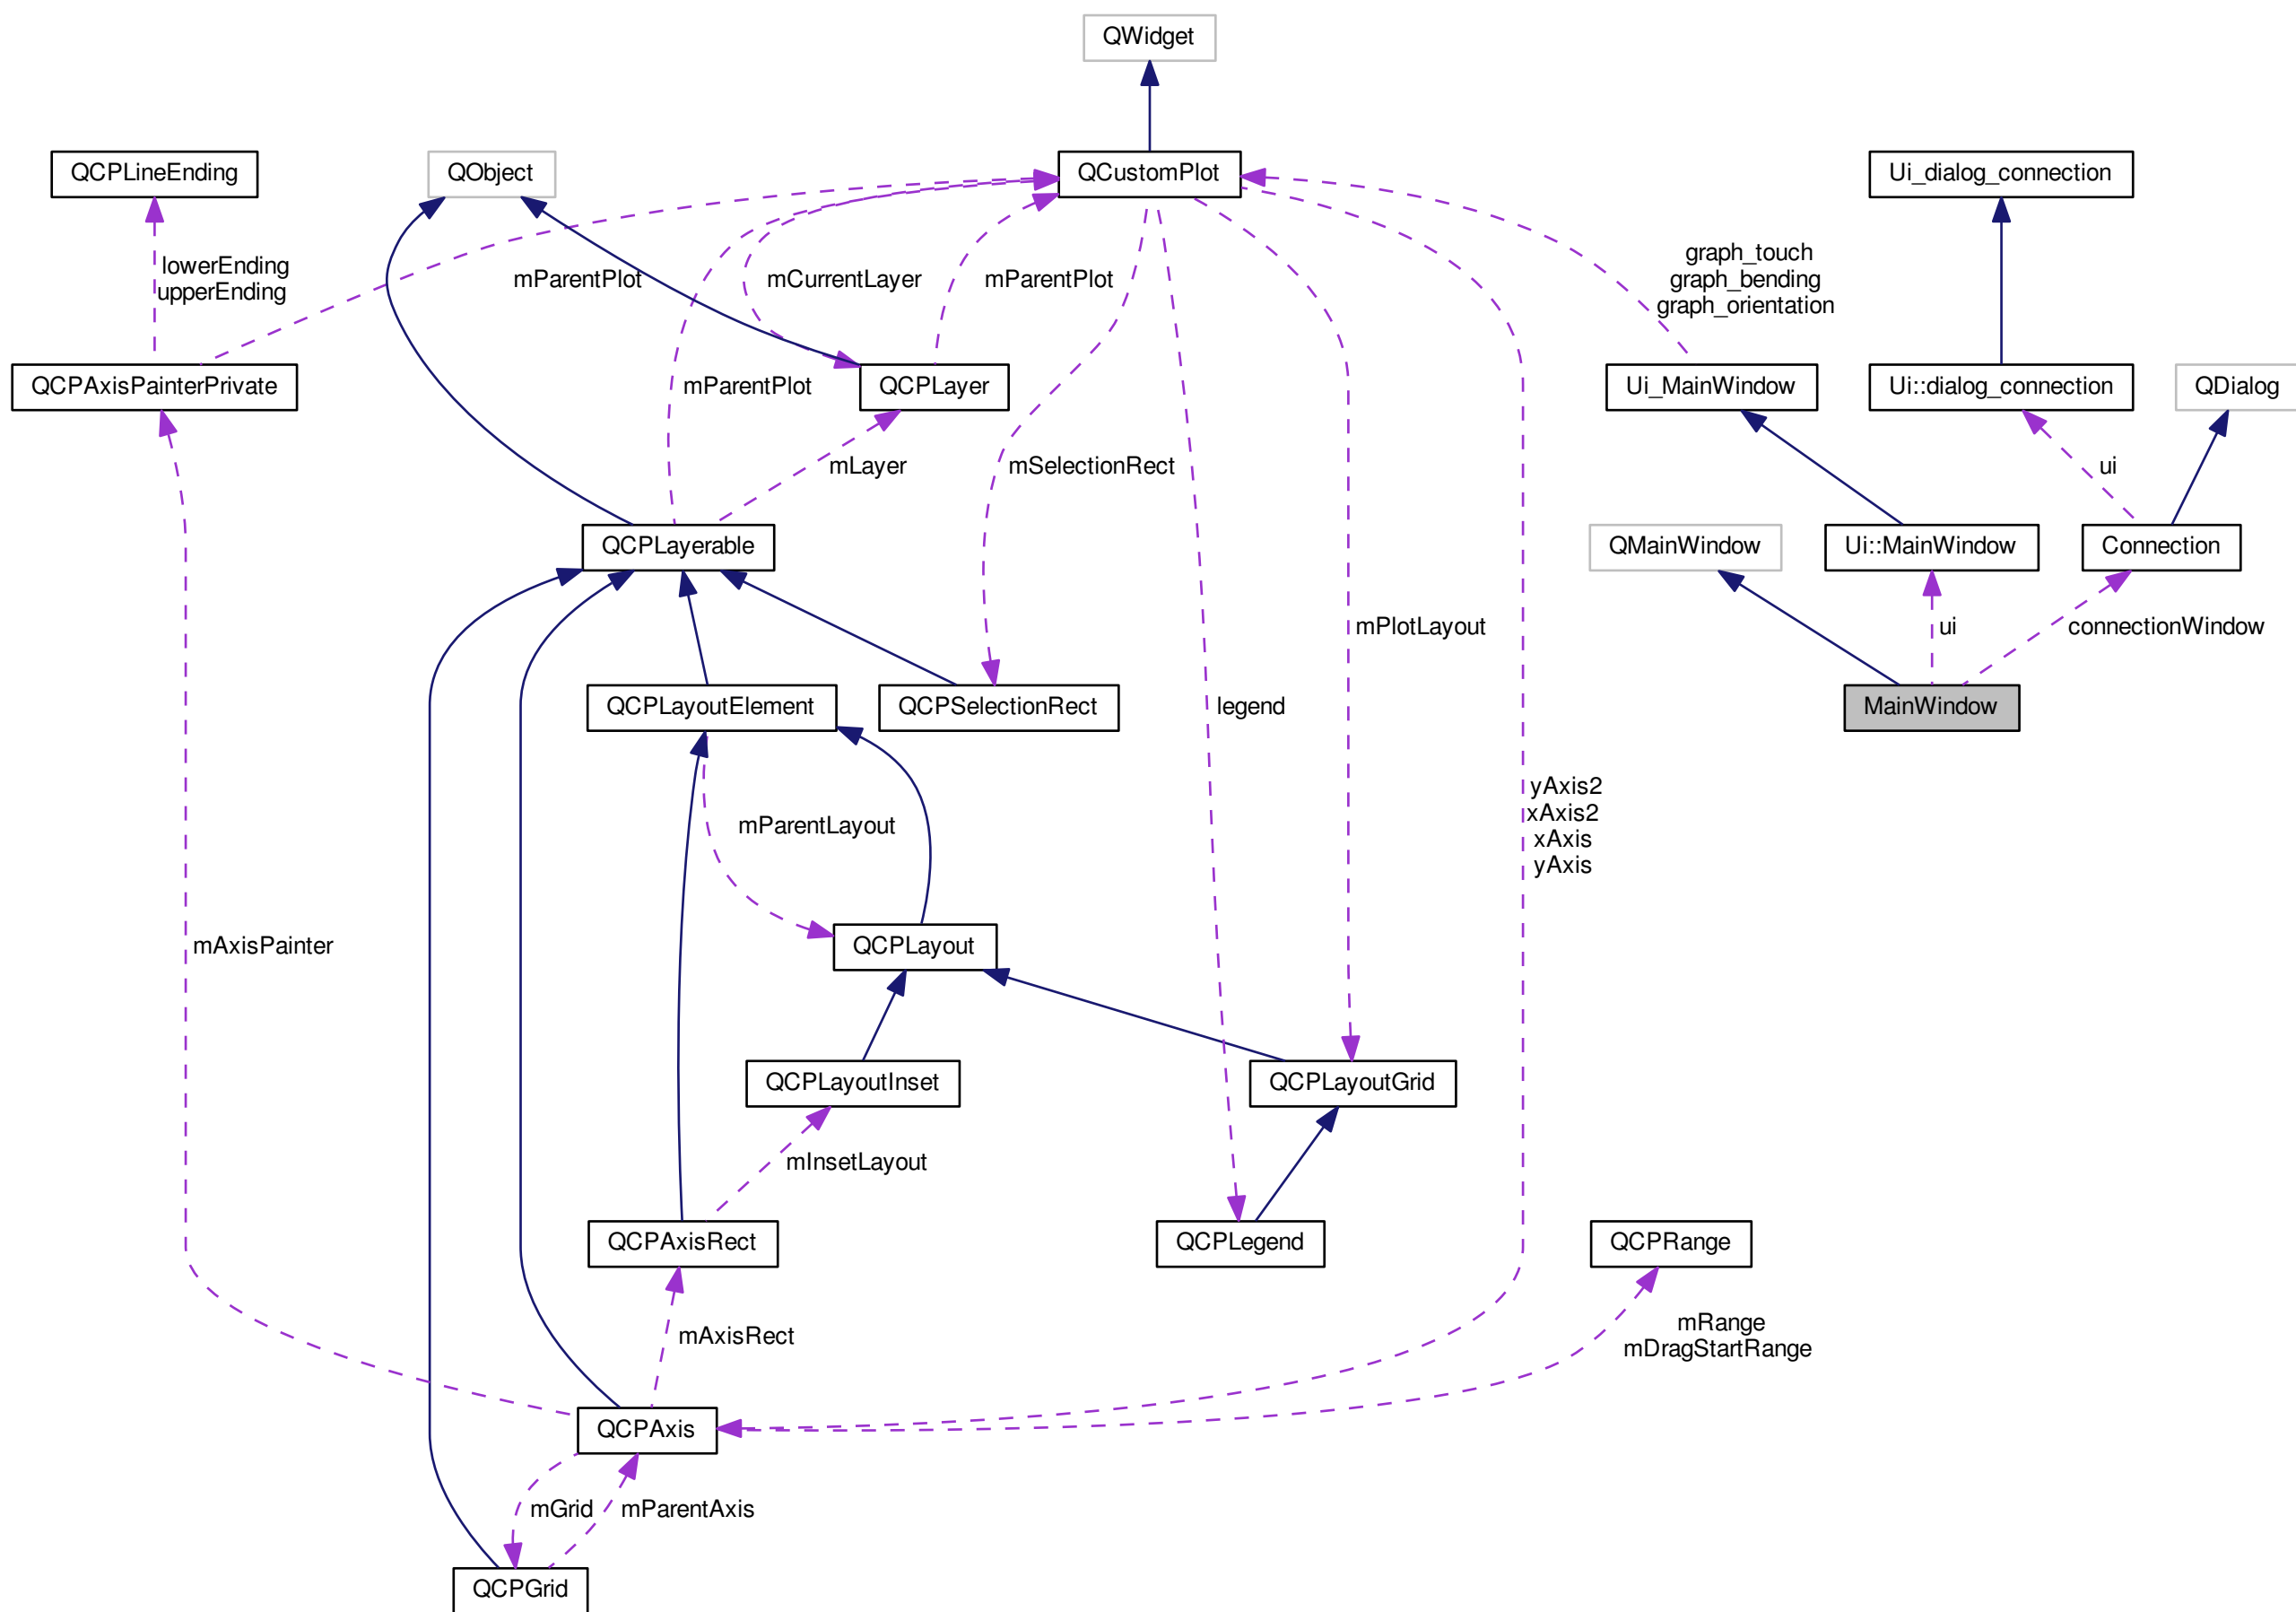 QWidget
QCPLineEnding
QObject
QCustomPlot
Ui_dialog_connection
lowerEnding
upperEnding
mParentPlot
mCurrentLayer
mParentPlot
graph_touch
graph_bending
graph_orientation
QCPAxisPainterPrivate
mParentPlot
QCPLayer
Ui_MainWindow
Ui::dialog_connection
QDialog
mLayer
mSelectionRect
ui
QCPLayerable
QMainWindow
Ui::MainWindow
Connection
mPlotLayout
ui
connectionWindow
QCPLayoutElement
QCPSelectionRect
legend
MainWindow
yAxis2
xAxis2
xAxis
yAxis
mParentLayout
mAxisPainter
QCPLayout
QCPLayoutInset
QCPLayoutGrid
mInsetLayout
QCPAxisRect
QCPLegend
QCPRange
mAxisRect
mRange
mDragStartRange
QCPAxis
mGrid
mParentAxis
QCPGrid